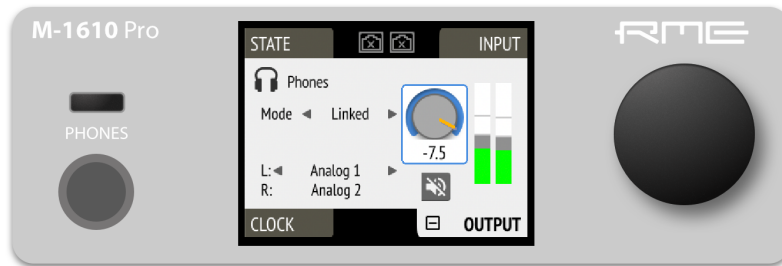 M-1610 Pro
RME
PHONES
STATE
INPUT
Phones
Mode ◀ Linked ▶
-7.5
L:◀ Analog 1 ▶
R: Analog 2
CLOCK
OUTPUT